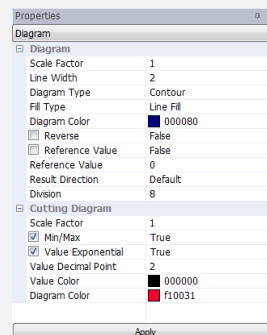 Properties
Diagram
Diagram
Scale Factor 1
Line Width 2
Diagram Type Contour
Fill Type Line Fill
Diagram Color 000080
Reverse False
Reference Value False
Reference Value 0
Result Direction Default
Division 8
Cutting Diagram
Scale Factor 1
Min/Max True
Value Exponential True
Value Decimal Point 2
Value Color 000000
Diagram Color f10031
Apply